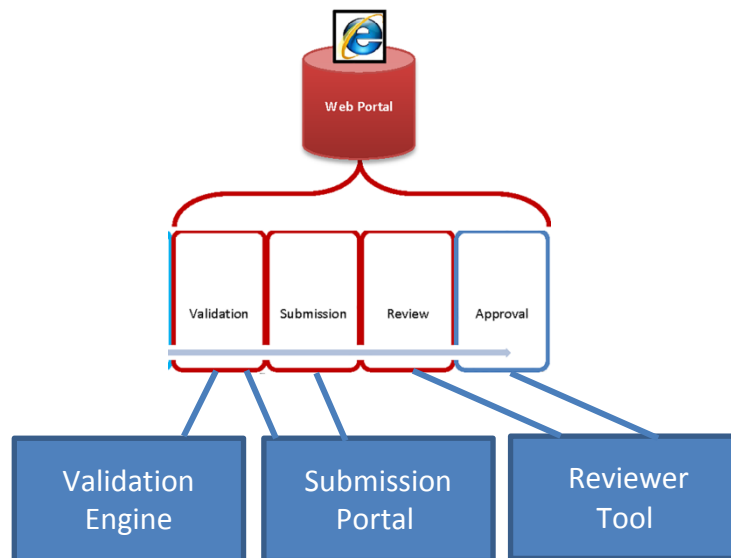 Web Portal
Validation
Submission
Review
Approval
Validation
Engine
Submission
Portal
Reviewer
Tool